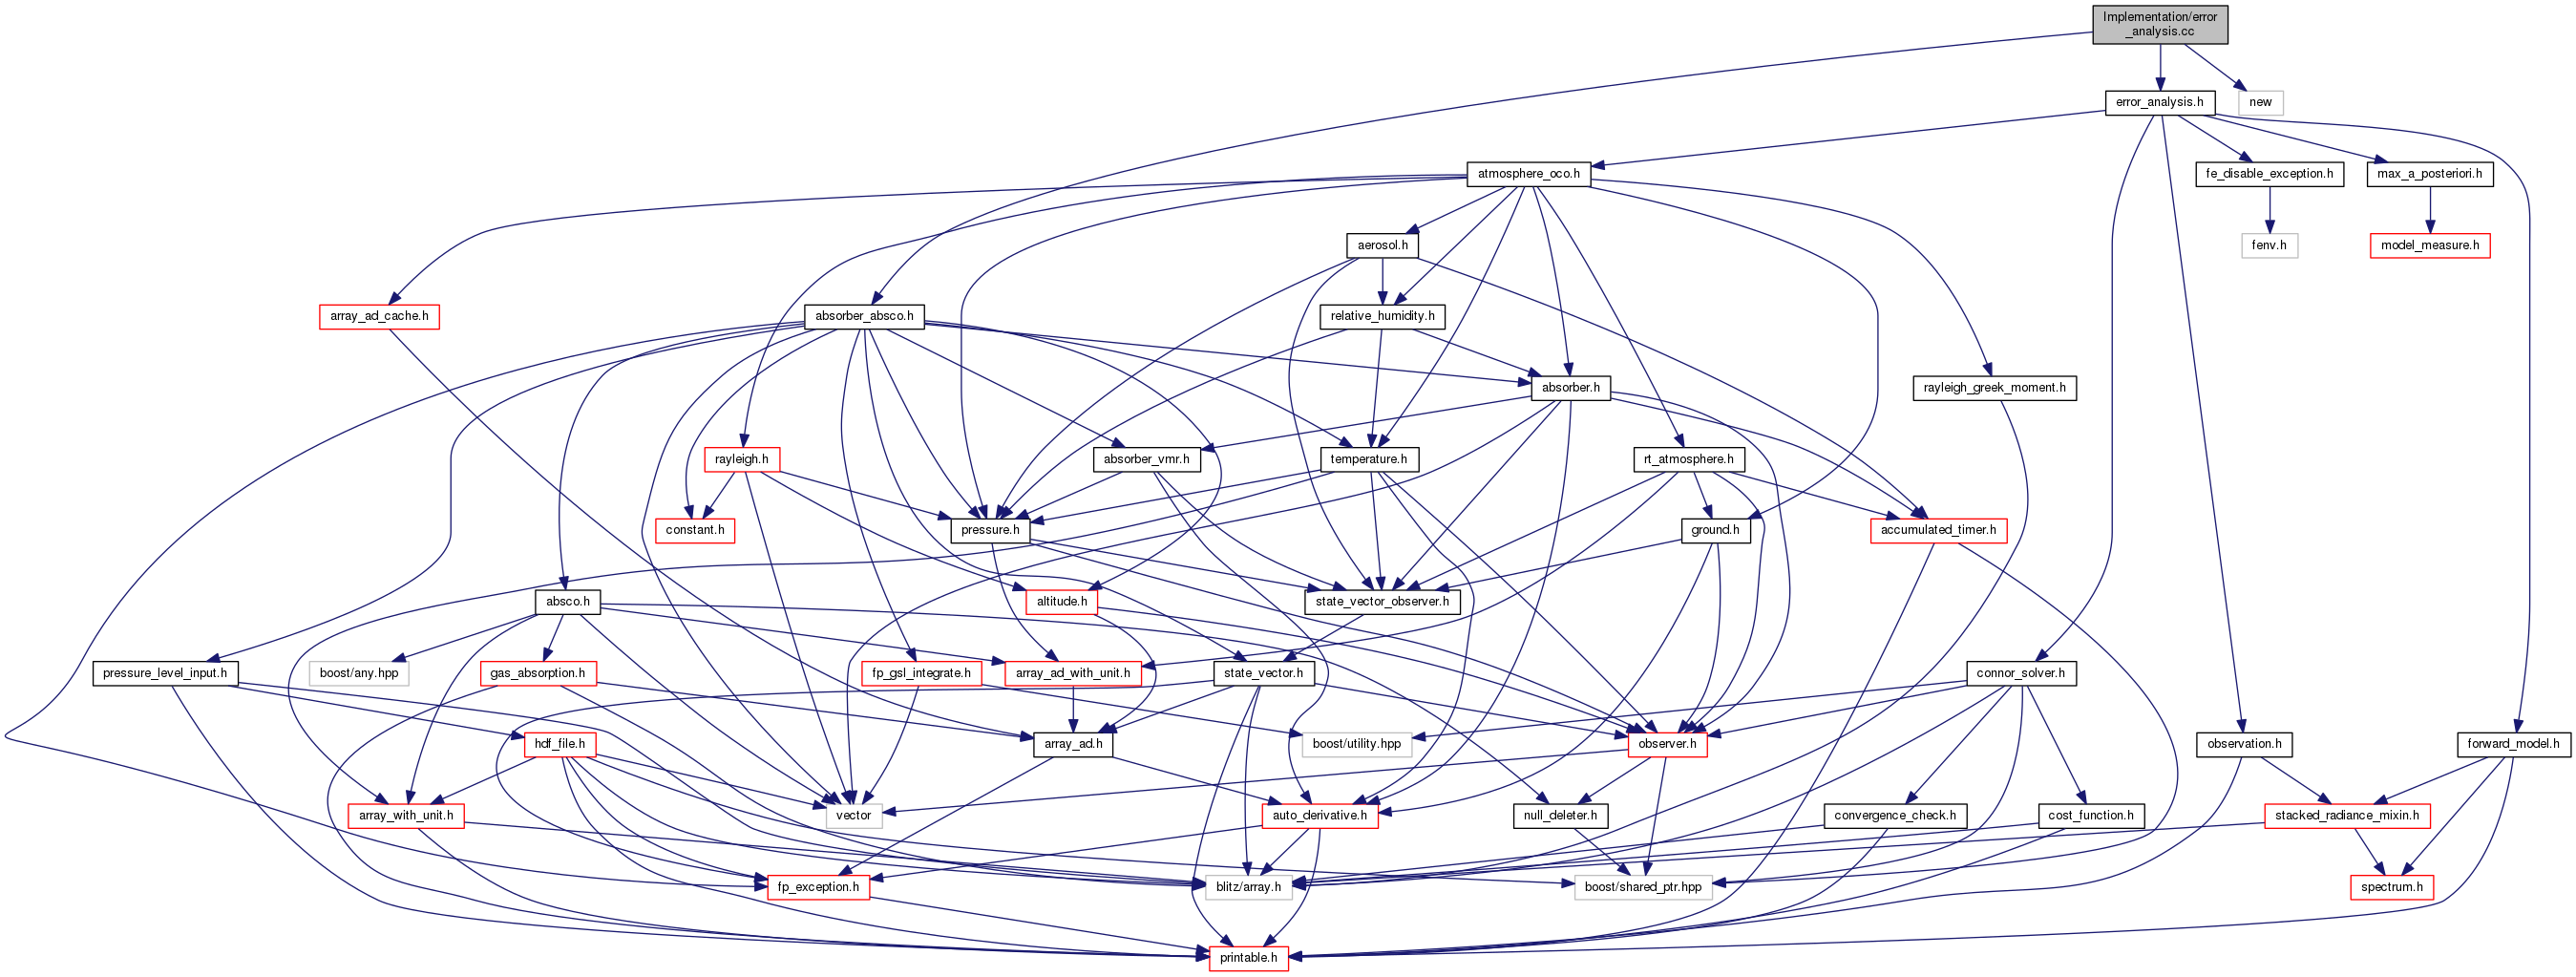 Implementation/error
_analysis.cc
error_analysis.h
new
atmosphere_oco.h
fe_disable_exception.h
max_a_posteriori.h
aerosol.h
fenv.h
model_measure.h
array_ad_cache.h
absorber_absco.h
relative_humidity.h
absorber.h
rayleigh_greek_moment.h
rayleigh.h
absorber_vmr.h
temperature.h
rt_atmosphere.h
constant.h
pressure.h
ground.h
accumulated_timer.h
absco.h
altitude.h
state_vector_observer.h
pressure_level_input.h
boost/any.hpp
gas_absorption.h
fp_gsl_integrate.h
array_ad_with_unit.h
state_vector.h
connor_solver.h
hdf_file.h
array_ad.h
boost/utility.hpp
observer.h
observation.h
forward_model.h
array_with_unit.h
vector
auto_derivative.h
null_deleter.h
convergence_check.h
cost_function.h
stacked_radiance_mixin.h
fp_exception.h
blitz/array.h
boost/shared_ptr.hpp
spectrum.h
printable.h